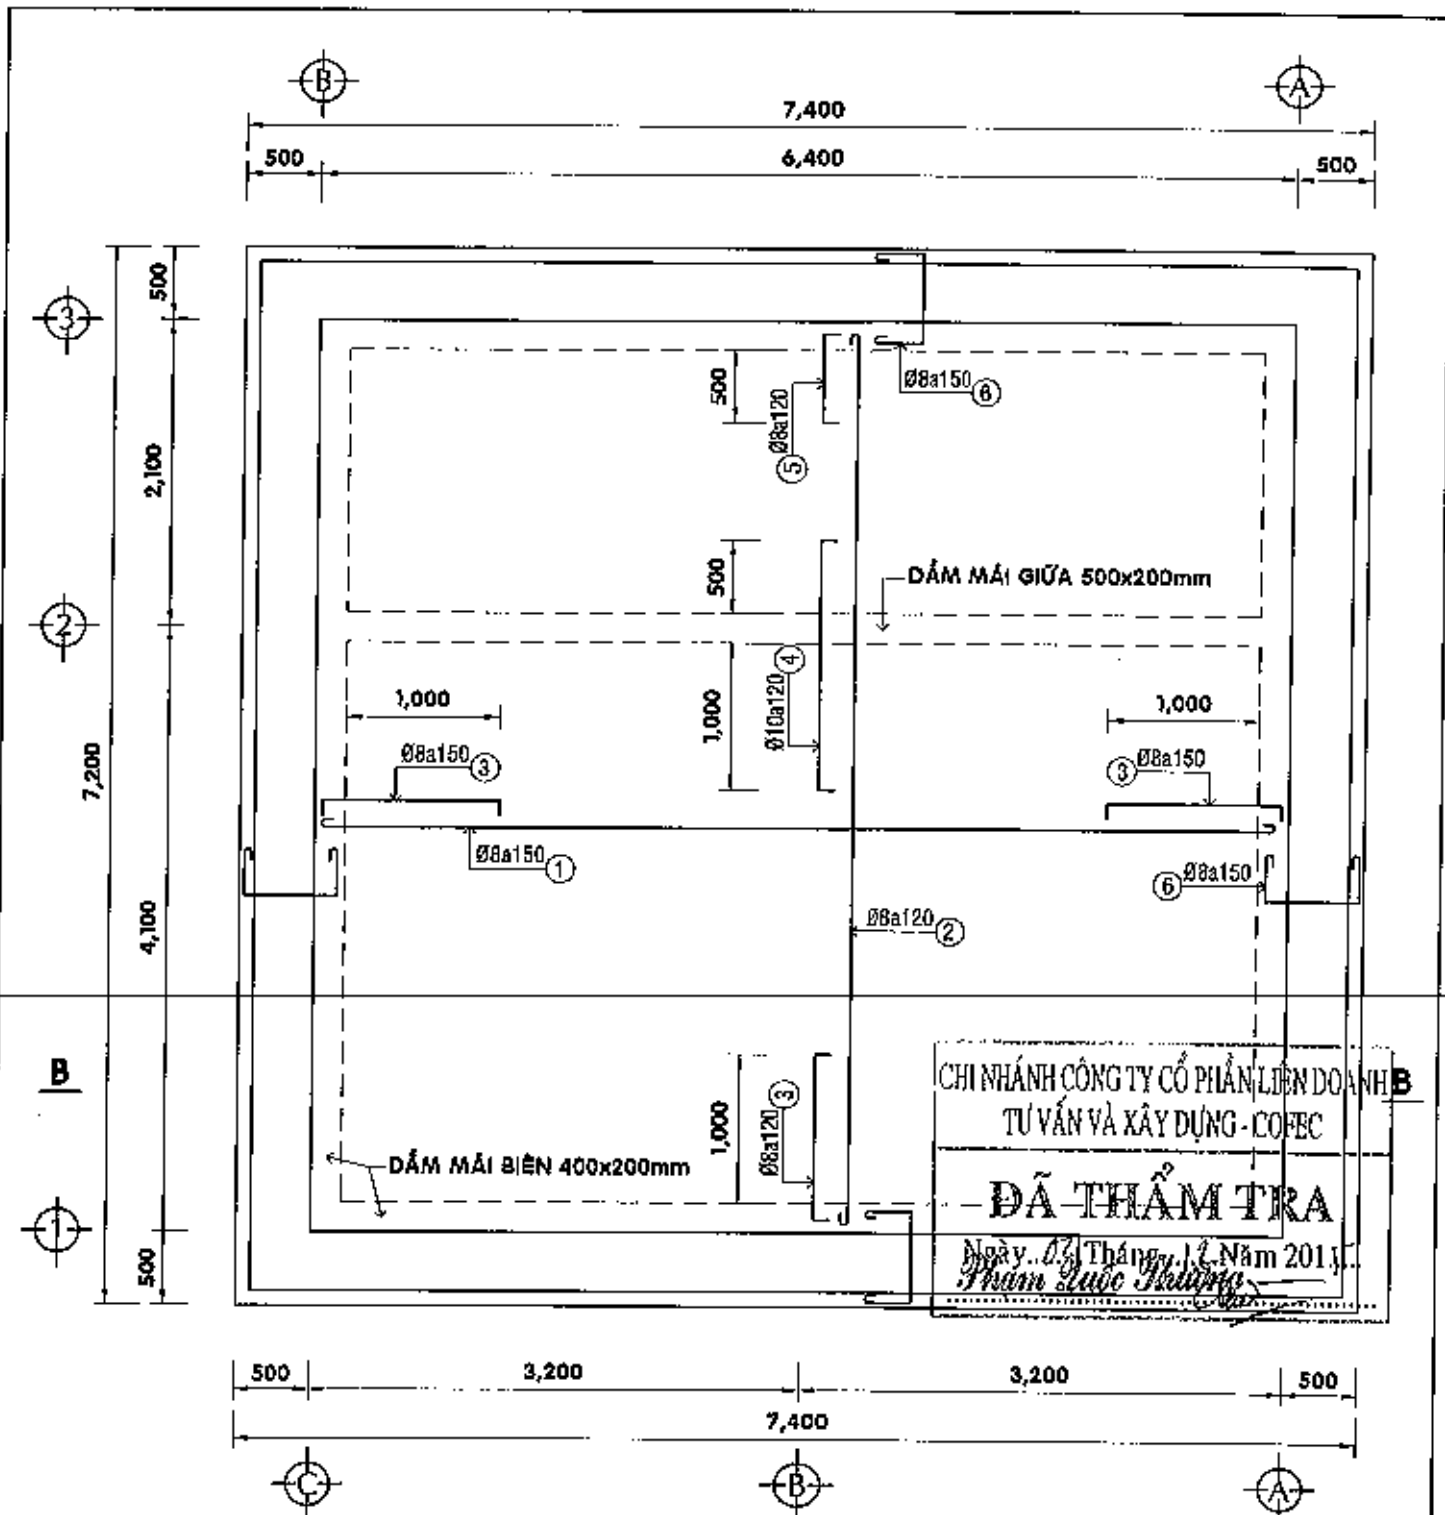 B
A
7,400
500
6,400
500
3
500
Ø8a150 6
500
Ø8a120 5
2,100
500
DẦM MÁI GIỮA 500x200mm
2
4
Ø10a120
1,000
1,000
1,000
Ø8a150 3
3 Ø8a150
7,200
Ø8a150 1
6 Ø8a150
4,100
Ø8a120 2
B
B
CHI NHÁNH CÔNG TY CỔ PHẦN LIÊN DOANH
TƯ VẤN VÀ XÂY DỰNG - COFEC
1,000
Ø8a120 3
DẦM MÁI BIÊN 400x200mm
ĐÃ THẨM TRA
1
500
Ngày Tháng Năm 201
Phạm Quốc
500
3,200
3,200
500
7,400
C
B
A